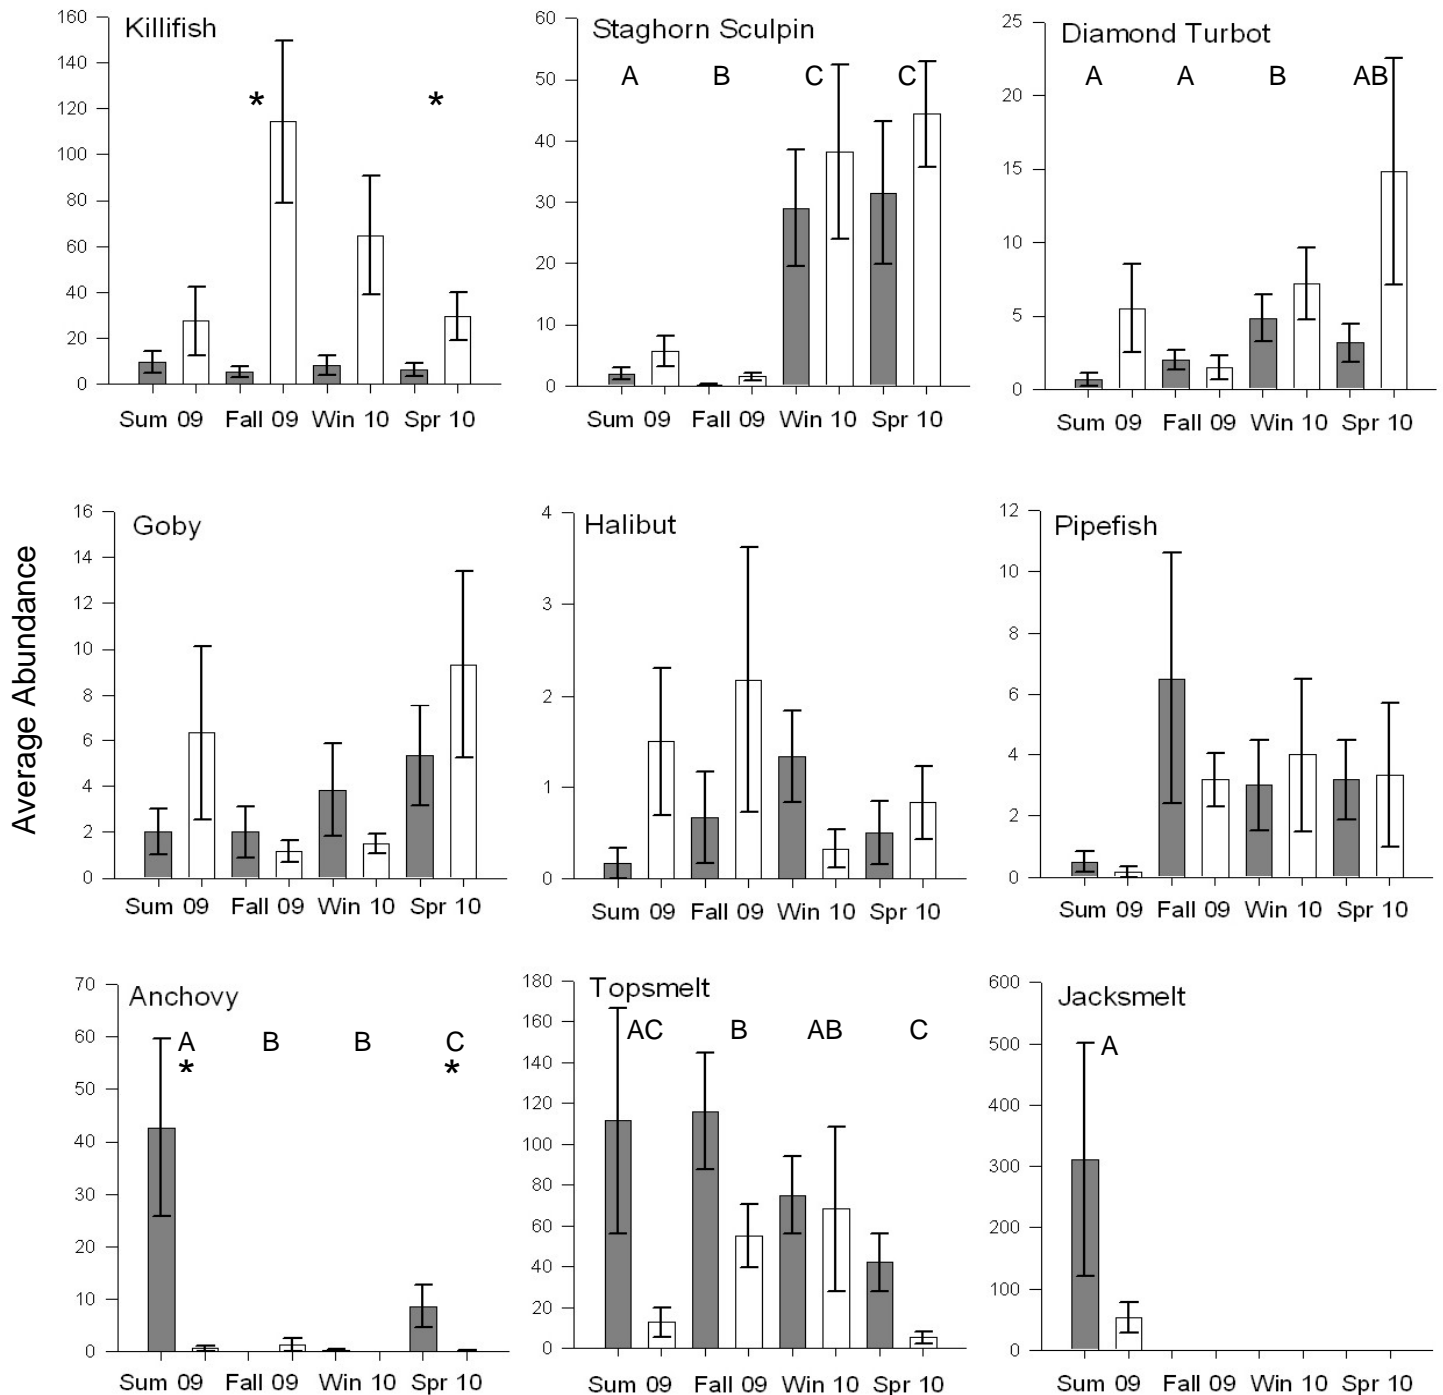 Average Abundance
Killifish
160
140
120
100
80
60
40
20
0
*
*
Sum 09 Fall 09 Win 10 Spr 10
Staghorn Sculpin
60
50
40
30
20
10
0
A B C C
Sum 09 Fall 09 Win 10 Spr 10
Diamond Turbot
25
20
15
10
5
0
A A B AB
Sum 09 Fall 09 Win 10 Spr 10
Goby
16
14
12
10
8
6
4
2
0
Sum 09 Fall 09 Win 10 Spr 10
Halibut
4
3
2
1
0
Sum 09 Fall 09 Win 10 Spr 10
Pipefish
12
10
8
6
4
2
0
Sum 09 Fall 09 Win 10 Spr 10
Anchovy
70
60
50
40
30
20
10
0
A B B C
* *
Sum 09 Fall 09 Win 10 Spr 10
Topsmelt
180
160
140
120
100
80
60
40
20
0
AC B AB C
Sum 09 Fall 09 Win 10 Spr 10
Jacksmelt
600
500
400
300
200
100
0
A
Sum 09 Fall 09 Win 10 Spr 10